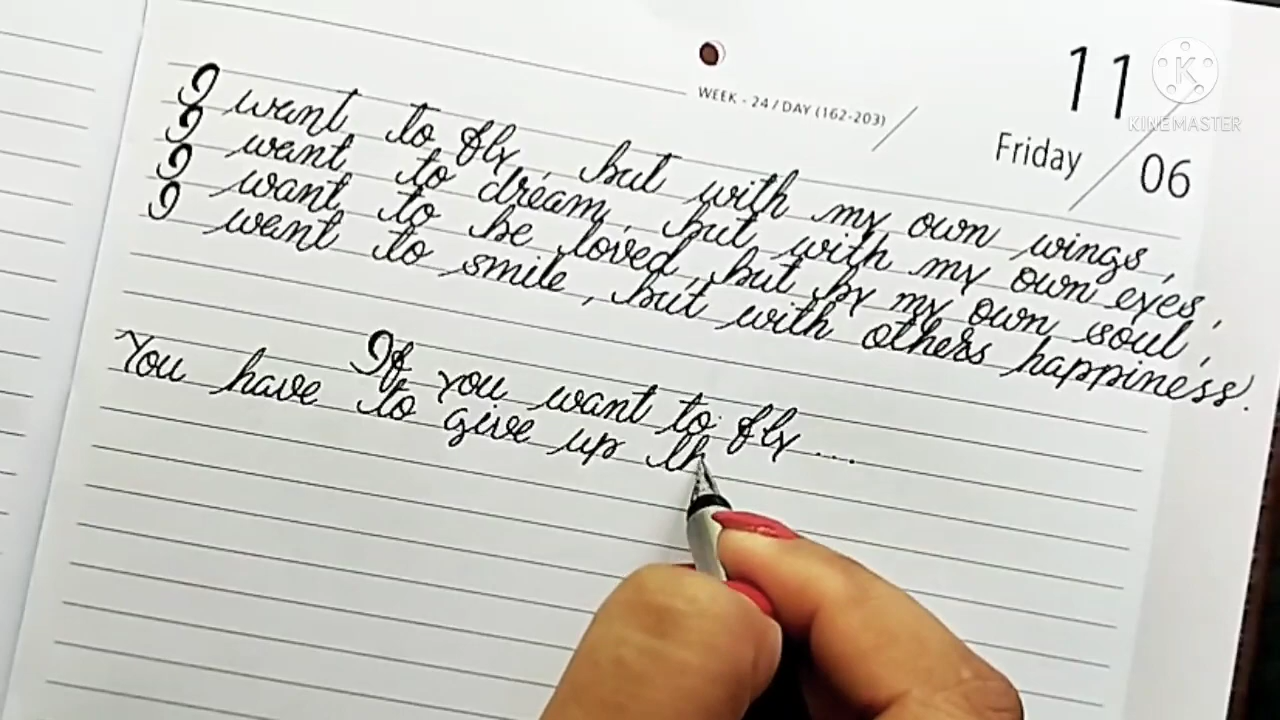 11
KINEMASTER
WEEK - 24 / DAY (162-203)
Friday
06
I want to fly, but with my own wings,
I want to dream, but with my own eyes,
I want to be loved, but by my own soul,
I want to smile, but with others happiness.
If you want to fly ....
You have to give up th